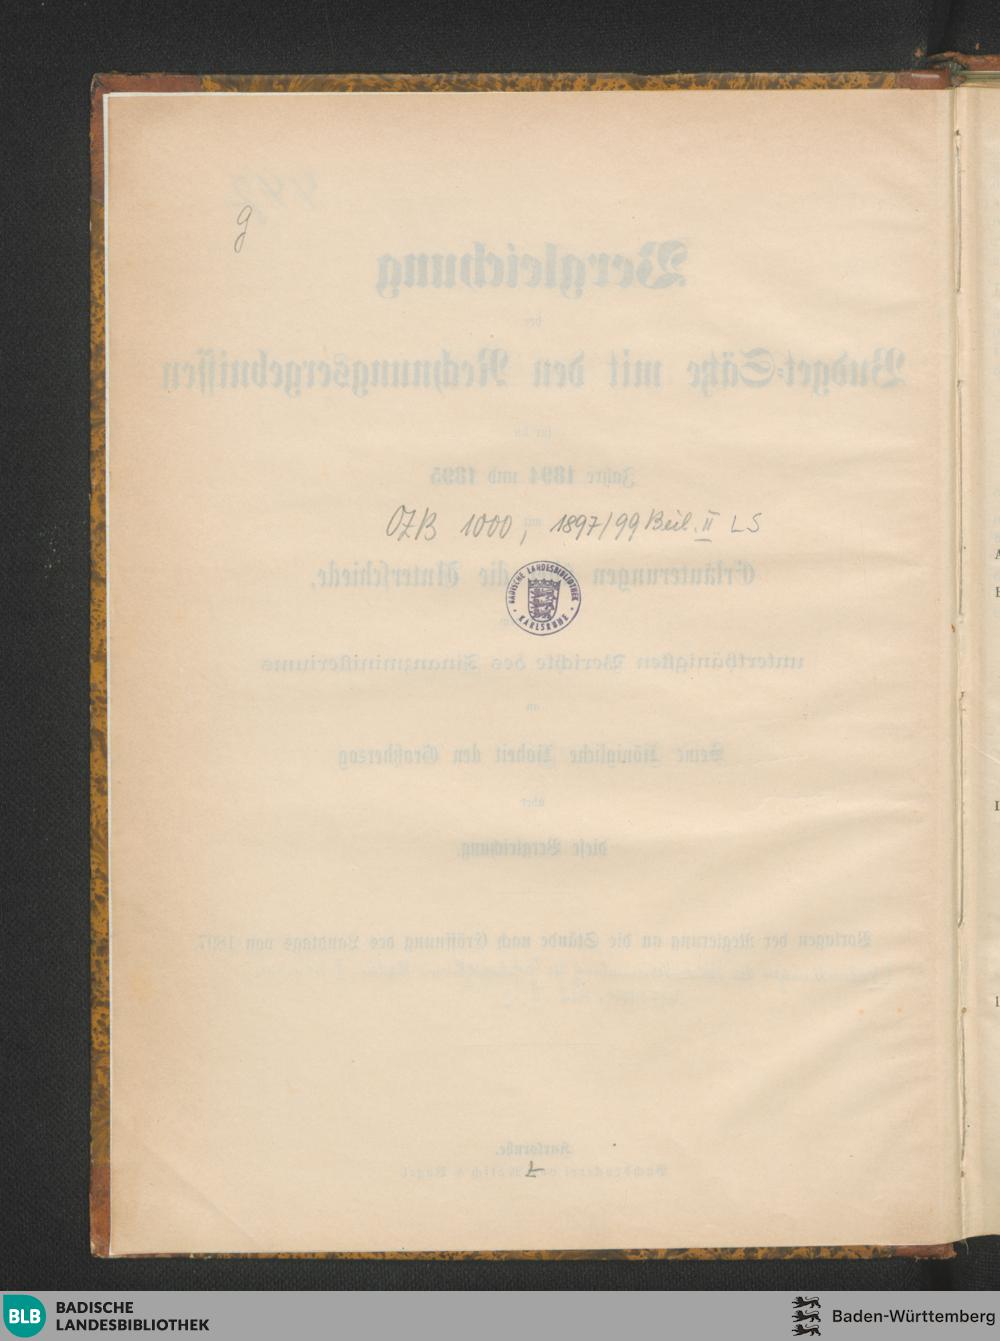 g
Vergleichung
der
Budget-Sätze mit den Rechnungsergebnissen
für die
Jahre 1894 und 1895
mit
OZB 1000, 1897/99 Beil. II LS
Erläuterungen die Unterschiede,
BADISCHE LANDESBIBLIOTHEK
KARLSRUHE
unterthänigsten Berichte des Finanzministeriums
an
Seine Königliche Hoheit den Großherzog
über
diese Vergleichung.
Vorlagen der Regierung an die Stände nach Eröffnung des Landtags von 1897.
Karlsruhe.
BLB BADISCHE
LANDESBIBLIOTHEK
Baden-Württemberg